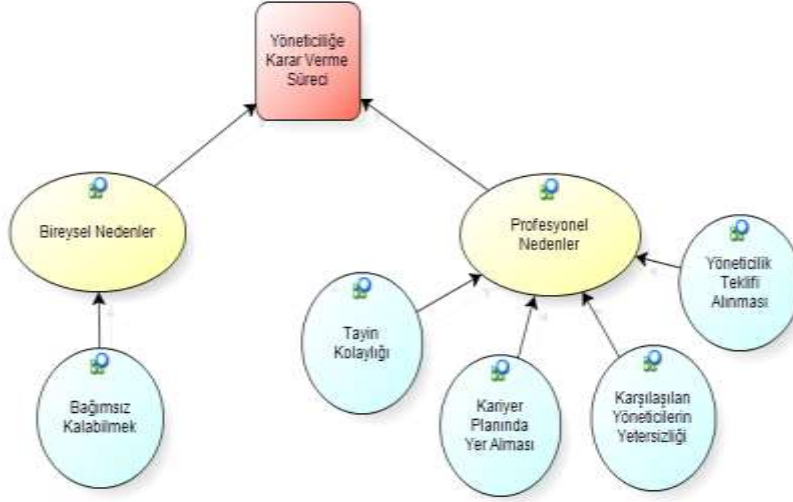 Yöneticiliğe
Karar Verme
Süreci
Bireysel Nedenler
Profesyonel
Nedenler
Yöneticilik
Teklifi
Alınması
Tayin
Kolaylığı
Bağımsız
Kalabilmek
Kariyer
Planında
Yer Alması
Karşılaşılan
Yöneticilerin
Yetersizliği